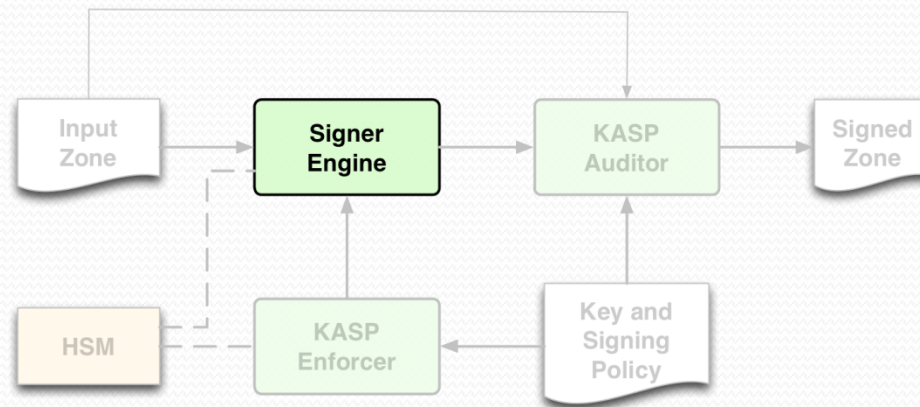 Input
Zone
Signer
Engine
KASP
Auditor
Signed
Zone
HSM
KASP
Enforcer
Key and
Signing
Policy